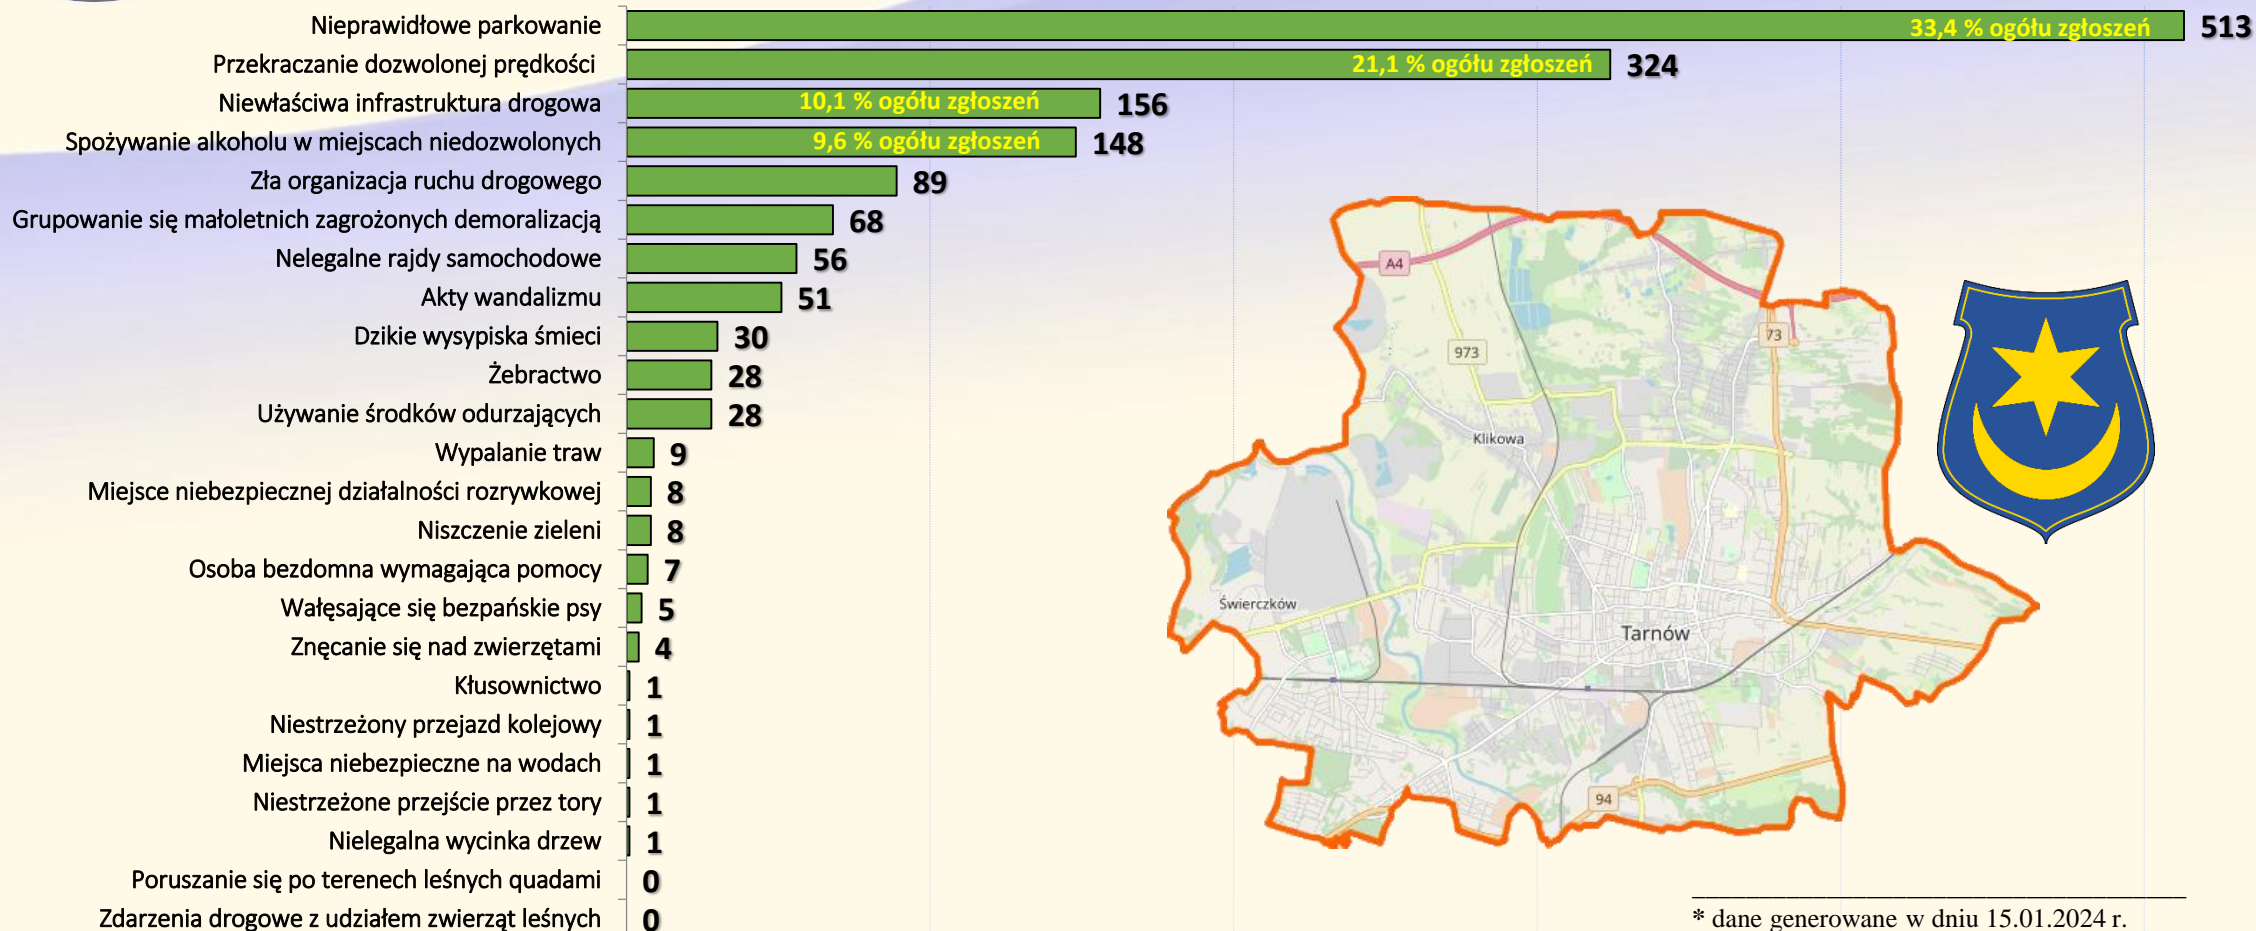 Nieprawidłowe parkowanie 33,4 % ogółu zgłoszeń 513
Przekraczanie dozwolonej prędkości 21,1 % ogółu zgłoszeń 324
Niewłaściwa infrastruktura drogowa 10,1 % ogółu zgłoszeń 156
Spożywanie alkoholu w miejscach niedozwolonych 9,6 % ogółu zgłoszeń 148
Zła organizacja ruchu drogowego 89
Grupowanie się małoletnich zagrożonych demoralizacją 68
Nelegalne rajdy samochodowe 56
Akty wandalizmu 51
Dzikie wysypiska śmieci 30
Żebractwo 28
Używanie środków odurzających 28
Wypalanie traw 9
Miejsce niebezpiecznej działalności rozrywkowej 8
Niszczenie zieleni 8
Osoba bezdomna wymagająca pomocy 7
Wałęsające się bezpańskie psy 5
Znęcanie się nad zwierzętami 4
Kłusownictwo 1
Niestrzeżony przejazd kolejowy 1
Miejsca niebezpieczne na wodach 1
Niestrzeżone przejście przez tory 1
Nielegalna wycinka drzew 1
Poruszanie się po terenech leśnych quadami 0
Zdarzenia drogowe z udziałem zwierząt leśnych 0
A4
73
973
Klikowa
Świerczków
Tarnów
94
* dane generowane w dniu 15.01.2024 r.